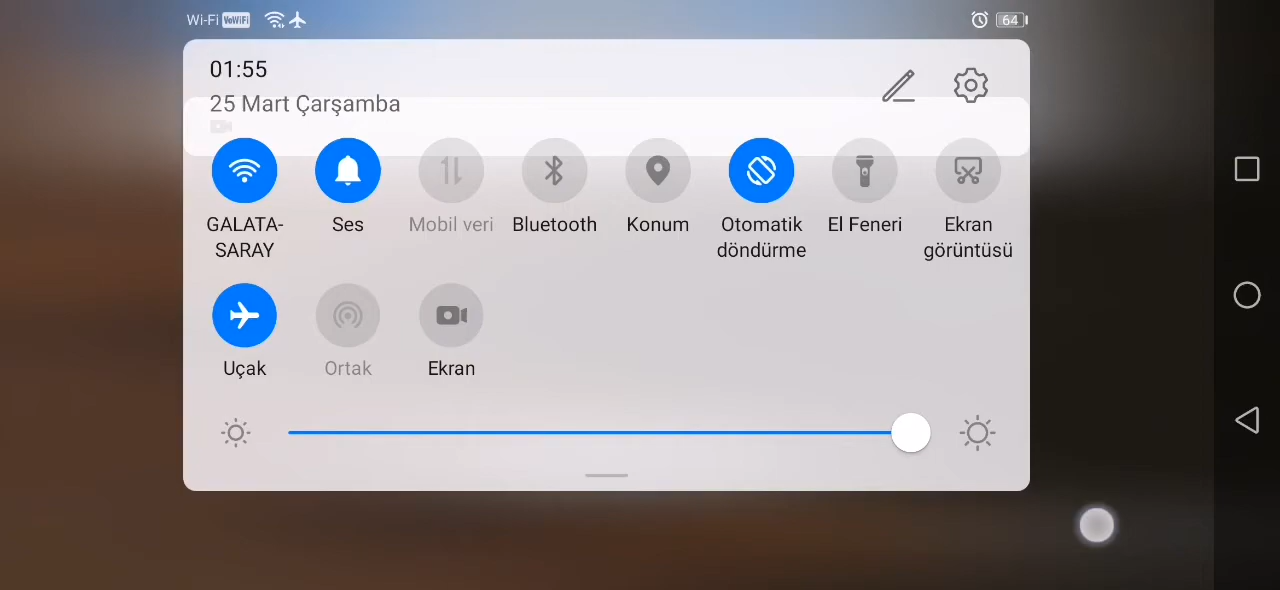 Wi-Fi VoWiFi 64
01:55
25 Mart Çarşamba
GALATA-
SARAY
Ses
Mobil veri
Bluetooth
Konum
Otomatik
döndürme
El Feneri
Ekran
görüntüsü
Uçak
Ortak
Ekran